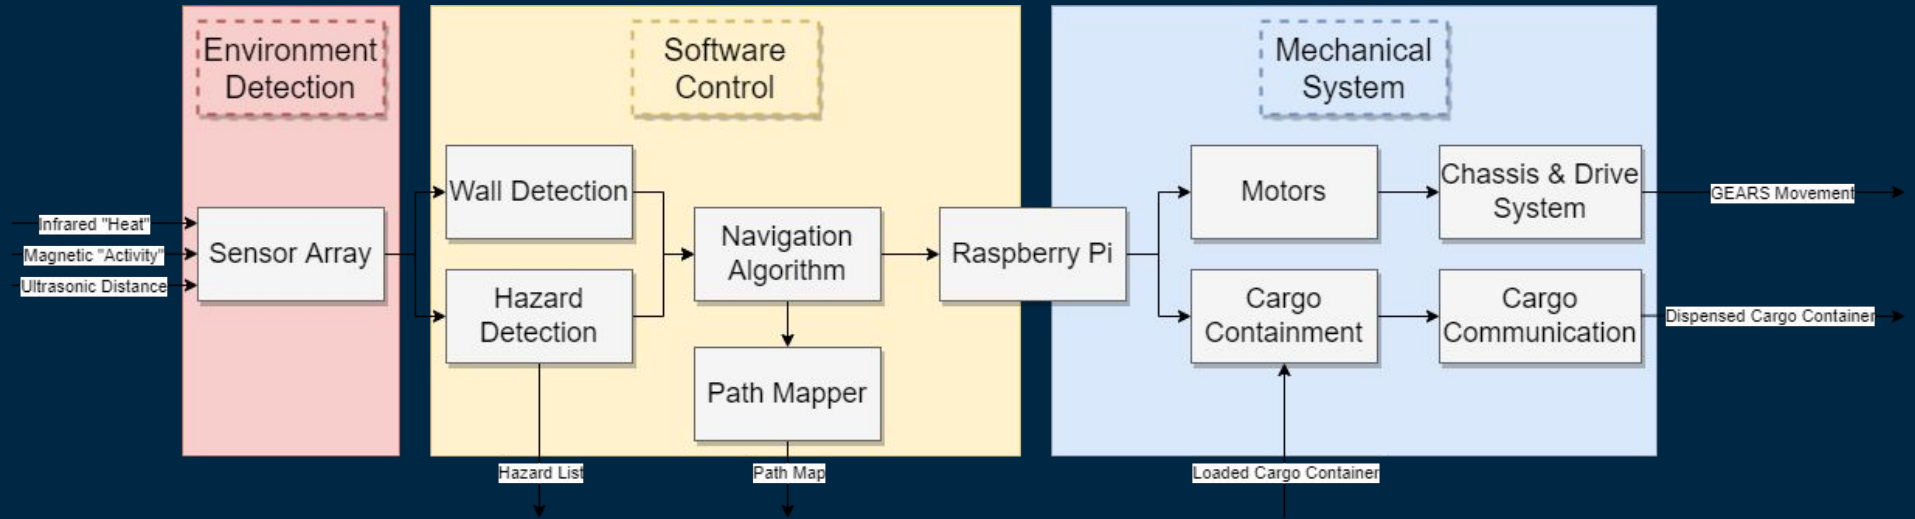 Environment
Detection
Software
Control
Mechanical
System
Infrared "Heat"
Magnetic "Activity"
Ultrasonic Distance
Sensor Array
Wall Detection
Hazard
Detection
Navigation
Algorithm
Path Mapper
Raspberry Pi
Motors
Chassis & Drive
System
Cargo
Containment
Cargo
Communication
GEARS Movement
Dispensed Cargo Container
Hazard List
Path Map
Loaded Cargo Container